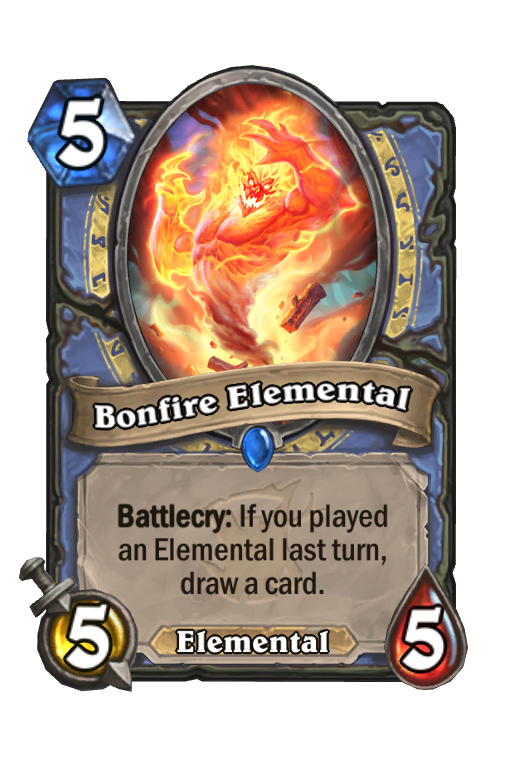 5
Bonfire Elemental
Battlecry: If you played
an Elemental last turn,
draw a card.
5
Elemental
5